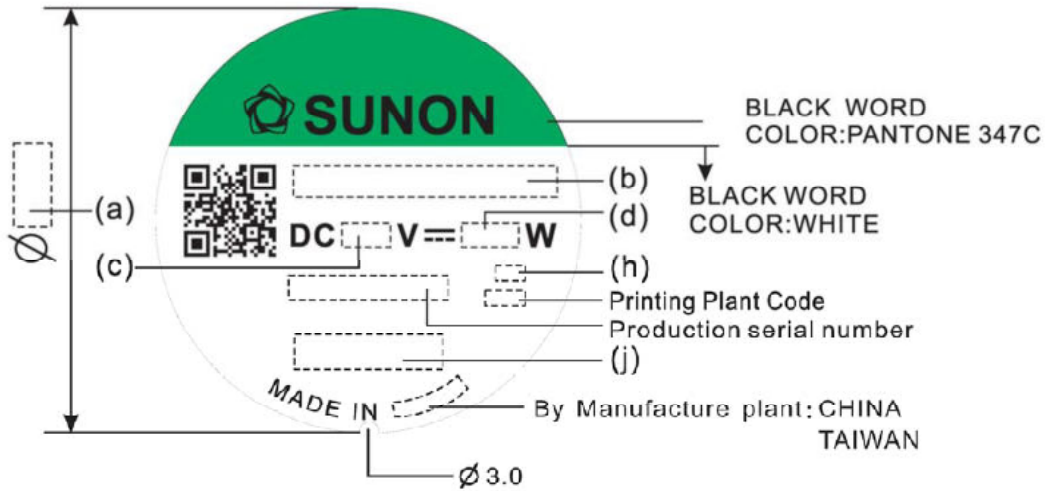 SUNON
BLACK WORD
COLOR:PANTONE 347C
(a)
(b)
BLACK WORD
COLOR:WHITE
DC V W
(d)
Ø
(c)
(h)
Printing Plant Code
Production serial number
(j)
MADE IN
By Manufacture plant: CHINA
TAIWAN
Ø 3.0